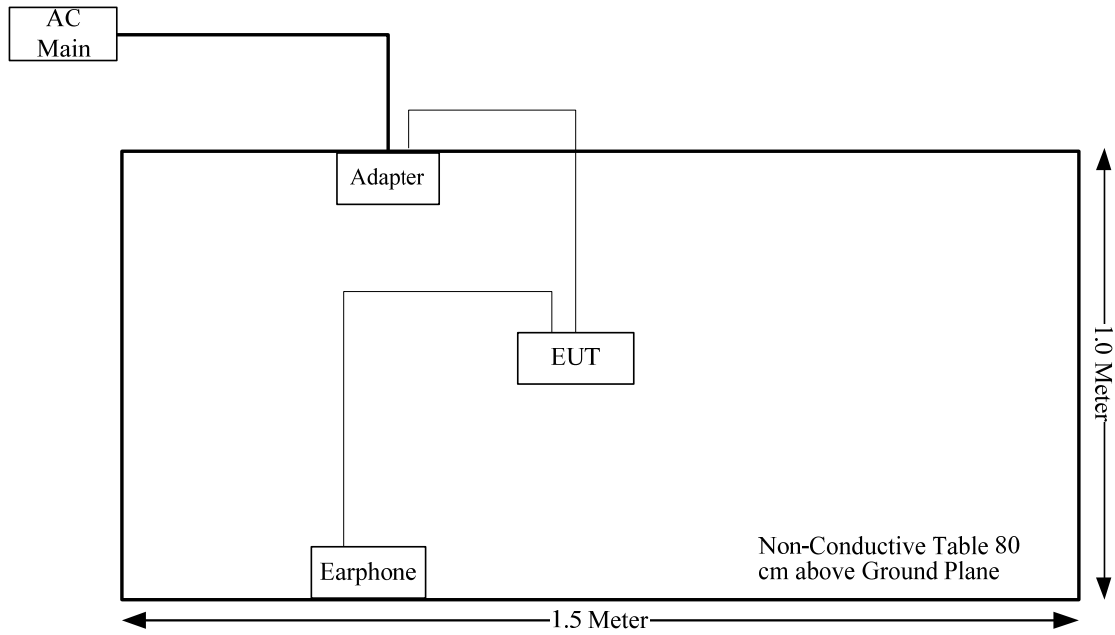 AC
Main
Adapter
EUT
1.0 Meter
Earphone
Non-Conductive Table 80
cm above Ground Plane
1.5 Meter